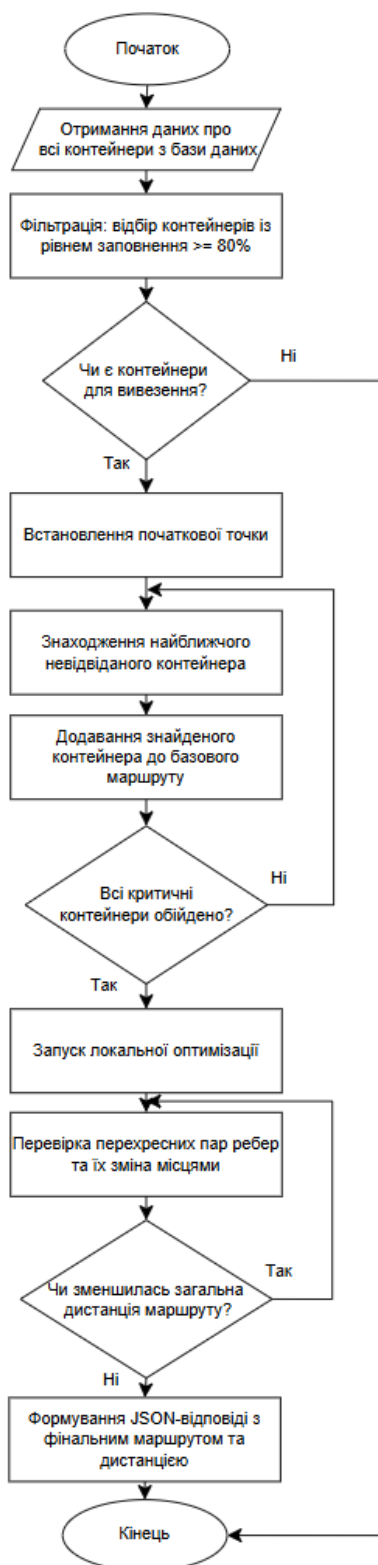 Початок
Отримання даних про
всі контейнери з бази даних
Фільтрація: відбір контейнерів із
рівнем заповнення >= 80%
Ні
Чи є контейнери
для вивезення?
Так
Встановлення початкової точки
Знаходження найближчого
невідвіданого контейнера
Додавання знайденого
контейнера до базового
маршруту
Ні
Всі критичні
контейнери обійдено?
Так
Запуск локальної оптимізації
Перевірка перехресних пар ребер
та їх зміна місцями
Так
Чи зменшилась загальна
дистанція маршруту?
Ні
Формування JSON-відповіді з
фінальним маршрутом та
дистанцією
Кінець